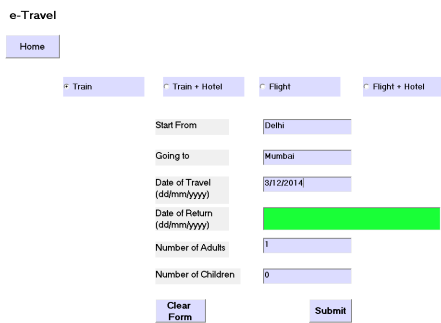 e-Travel
Home
Train Train + Hotel Flight Flight + Hotel
Start From Delhi
Going to Mumbai
Date of Travel 3/12/2014
(dd/mm/yyyy)
Date of Return
(dd/mm/yyyy)
Number of Adults 1
Number of Children 0
Clear Submit
Form